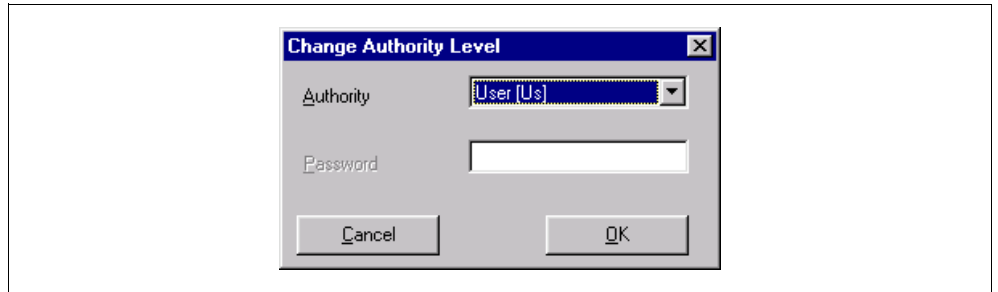 Change Authority Level
Authority
User [Us]
Password
Cancel
OK